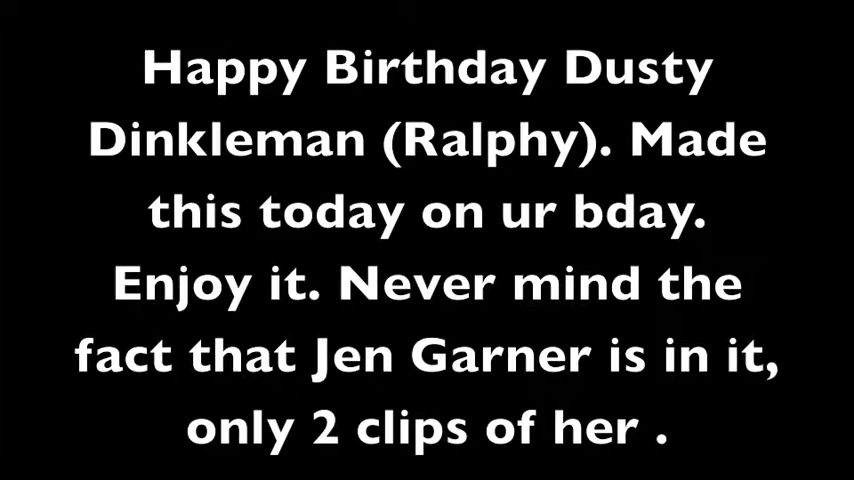 Happy Birthday Dusty
Dinkleman (Ralphy). Made
this today on ur bday.
Enjoy it. Never mind the
fact that Jen Garner is in it,
only 2 clips of her .